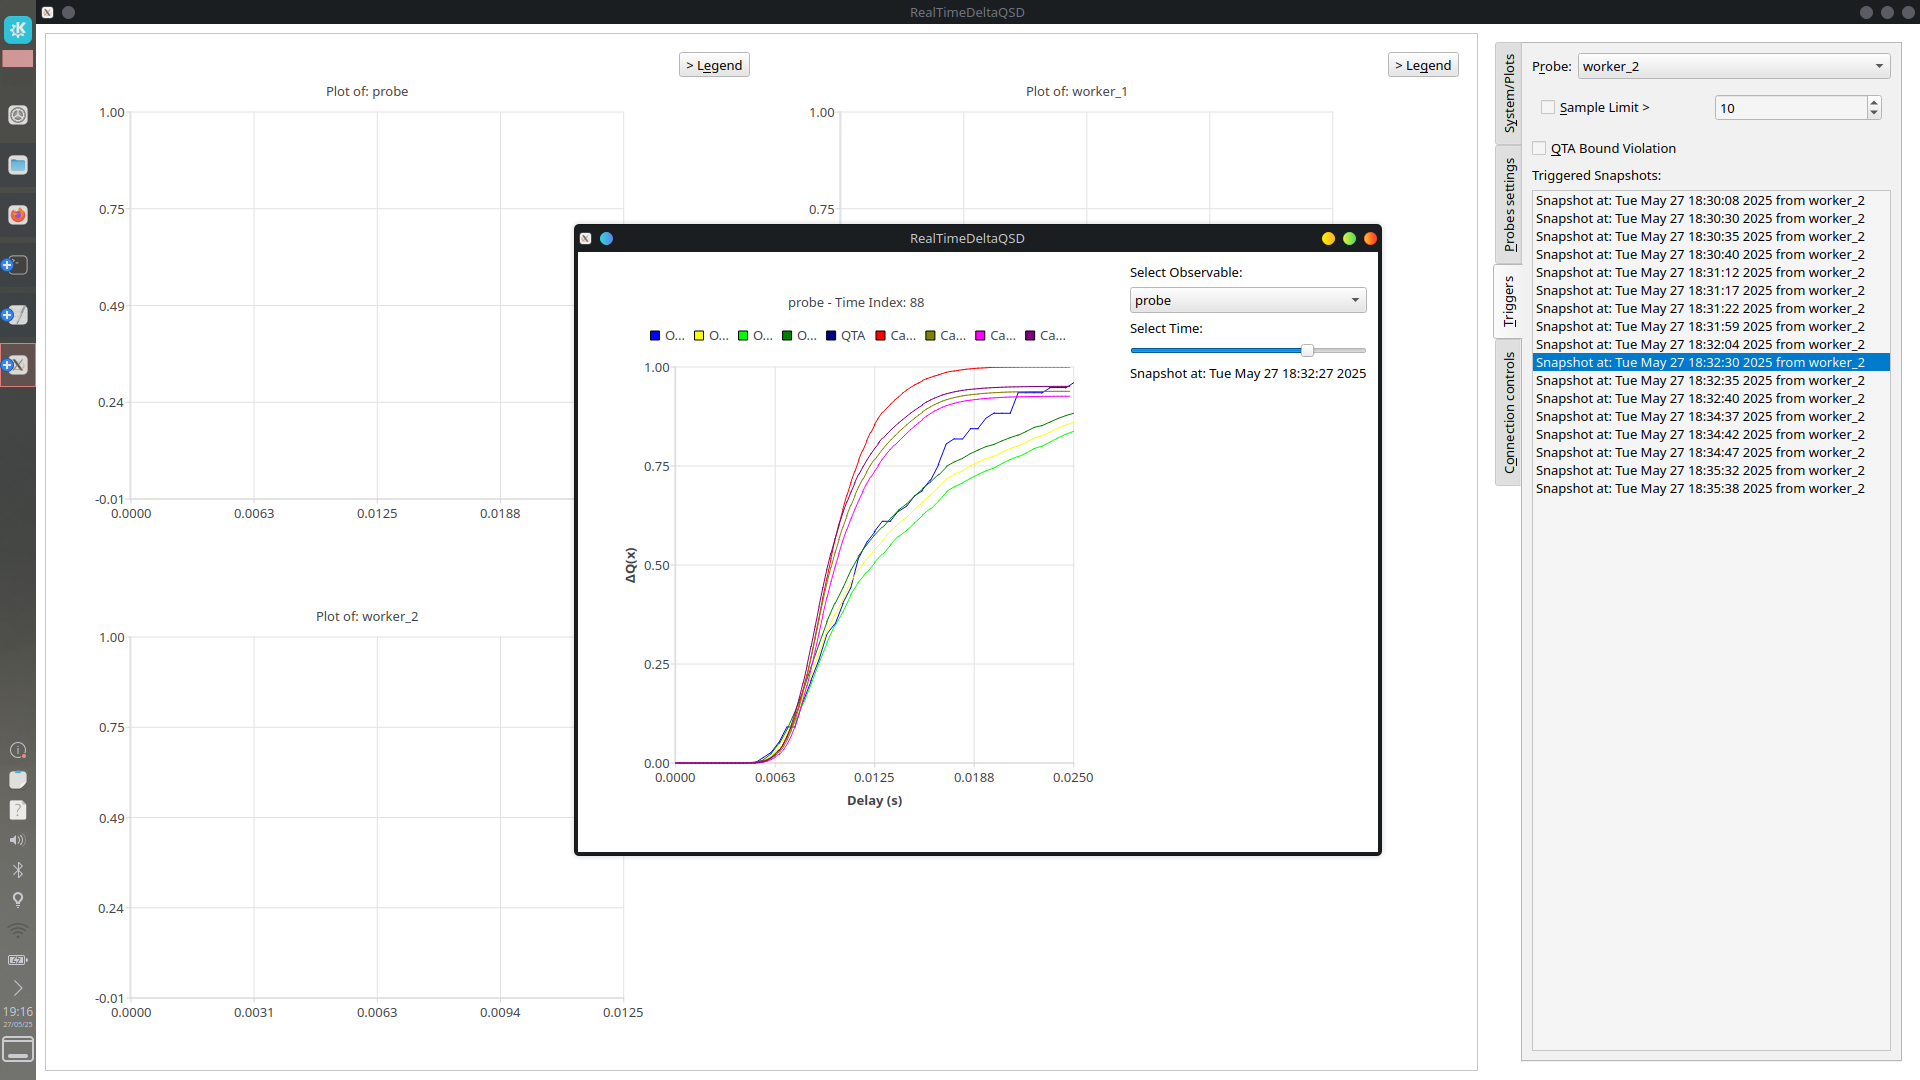 RealTimeDeltaQSD
> Legend
> Legend
Plot of: probe
1.00
0.75
0.49
0.24
-0.01
0.0000
0.0063
0.0125
0.0188
Plot of: worker_1
1.00
0.75
Plot of: worker_2
1.00
0.75
0.49
0.24
-0.01
0.0000
0.0031
0.0063
0.0094
0.0125
RealTimeDeltaQSD
probe - Time Index: 88
O...
O...
O...
O...
QTA
Ca...
Ca...
Ca...
Ca...
1.00
0.75
0.50
0.25
0.00
ΔQ(x)
0.0000
0.0063
0.0125
0.0188
0.0250
Delay (s)
Select Observable:
probe
Select Time:
Snapshot at: Tue May 27 18:32:27 2025
System/Plots
Probes settings
Triggers
Connection controls
Probe: worker_2
Sample Limit > 10
QTA Bound Violation
Triggered Snapshots:
Snapshot at: Tue May 27 18:30:08 2025 from worker_2
Snapshot at: Tue May 27 18:30:30 2025 from worker_2
Snapshot at: Tue May 27 18:30:35 2025 from worker_2
Snapshot at: Tue May 27 18:30:40 2025 from worker_2
Snapshot at: Tue May 27 18:31:12 2025 from worker_2
Snapshot at: Tue May 27 18:31:17 2025 from worker_2
Snapshot at: Tue May 27 18:31:22 2025 from worker_2
Snapshot at: Tue May 27 18:31:59 2025 from worker_2
Snapshot at: Tue May 27 18:32:04 2025 from worker_2
Snapshot at: Tue May 27 18:32:30 2025 from worker_2
Snapshot at: Tue May 27 18:32:35 2025 from worker_2
Snapshot at: Tue May 27 18:32:40 2025 from worker_2
Snapshot at: Tue May 27 18:34:37 2025 from worker_2
Snapshot at: Tue May 27 18:34:42 2025 from worker_2
Snapshot at: Tue May 27 18:34:47 2025 from worker_2
Snapshot at: Tue May 27 18:35:32 2025 from worker_2
Snapshot at: Tue May 27 18:35:38 2025 from worker_2
19:16
27/05/25